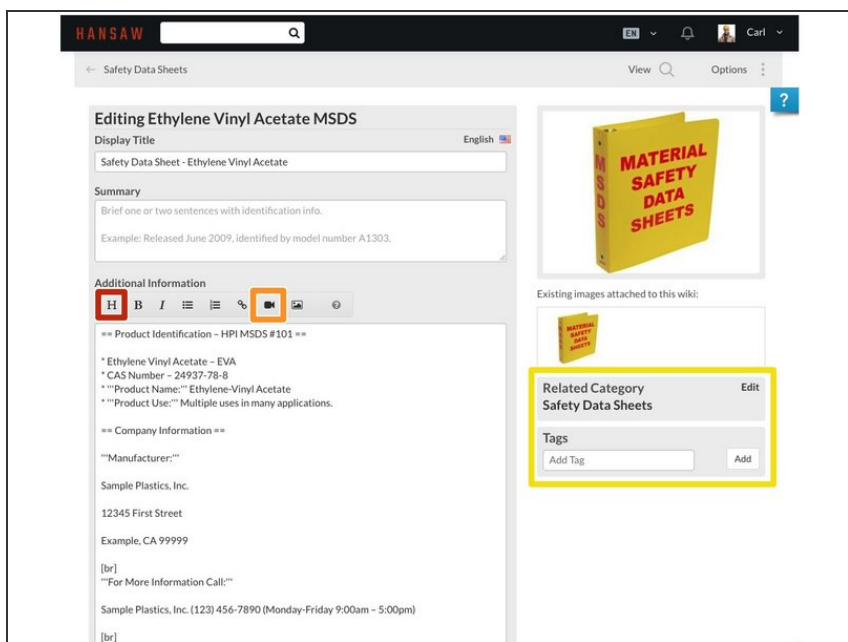 HANSAW
EN
Carl
Safety Data Sheets
View
Options
?
Editing Ethylene Vinyl Acetate MSDS
Display Title
English
Safety Data Sheet - Ethylene Vinyl Acetate
Summary
Brief one or two sentences with identification info.
Example: Released June 2009, identified by model number A1303.
Additional Information
H B I
== Product Identification – HPI MSDS #101 ==
* Ethylene Vinyl Acetate – EVA
* CAS Number – 24937-78-8
* '''Product Name:''' Ethylene-Vinyl Acetate
* '''Product Use:''' Multiple uses in many applications.
== Company Information ==
'''Manufacturer:'''
Sample Plastics, Inc.
12345 First Street
Example, CA 99999
[br]
'''For More Information Call:'''
Sample Plastics, Inc. (123) 456-7890 (Monday-Friday 9:00am – 5:00pm)
[br]
MSDS
MATERIAL
SAFETY
DATA
SHEETS
Existing images attached to this wiki:
MATERIAL
SAFETY
DATA
SHEETS
Related Category
Edit
Safety Data Sheets
Tags
Add Tag
Add